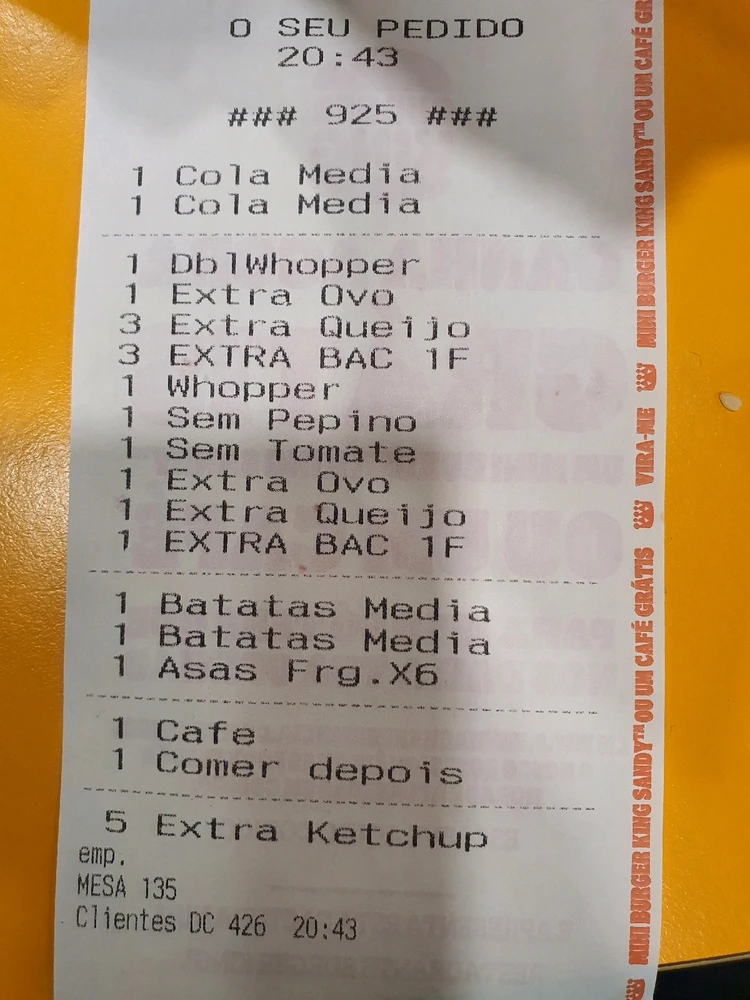 O SEU PEDIDO
20:43
### 925 ###
1 Cola Media
1 Cola Media
1 DblWhopper
1 Extra Ovo
3 Extra Queijo
3 EXTRA BAC 1F
1 Whopper
1 Sem Pepino
1 Sem Tomate
1 Extra Ovo
1 Extra Queijo
1 EXTRA BAC 1F
1 Batatas Media
1 Batatas Media
1 Asas Frg.X6
1 Cafe
1 Comer depois
5 Extra Ketchup
emp.
MESA 135
Clientes DC 426 20:43
MINI BURGER KING SANDY™ OU UM CAFÉ GRÁTIS
VIRA-ME
MINI BURGER KING SANDY™ OU UM CAFÉ GR